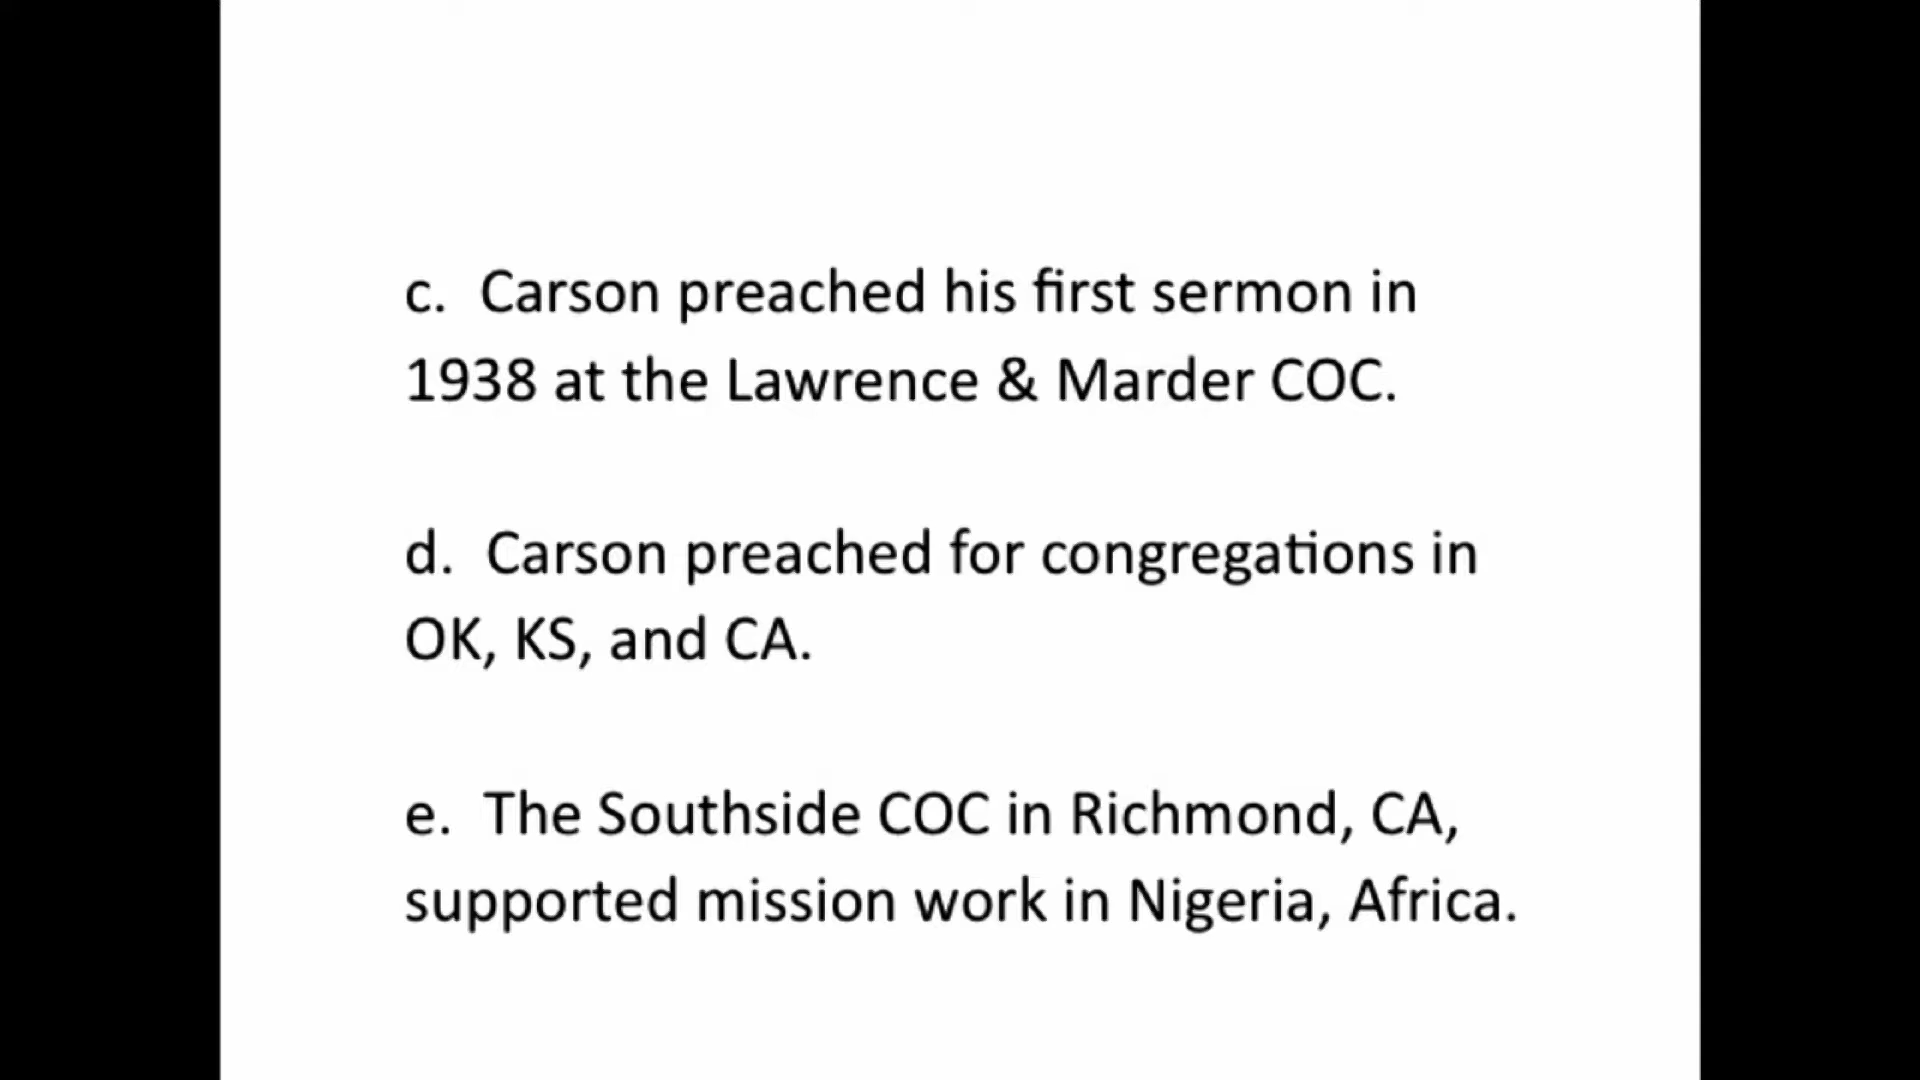 c.  Carson preached his first sermon in
1938 at the Lawrence & Marder COC.
d.  Carson preached for congregations in
OK, KS, and CA.
e.  The Southside COC in Richmond, CA,
supported mission work in Nigeria, Africa.